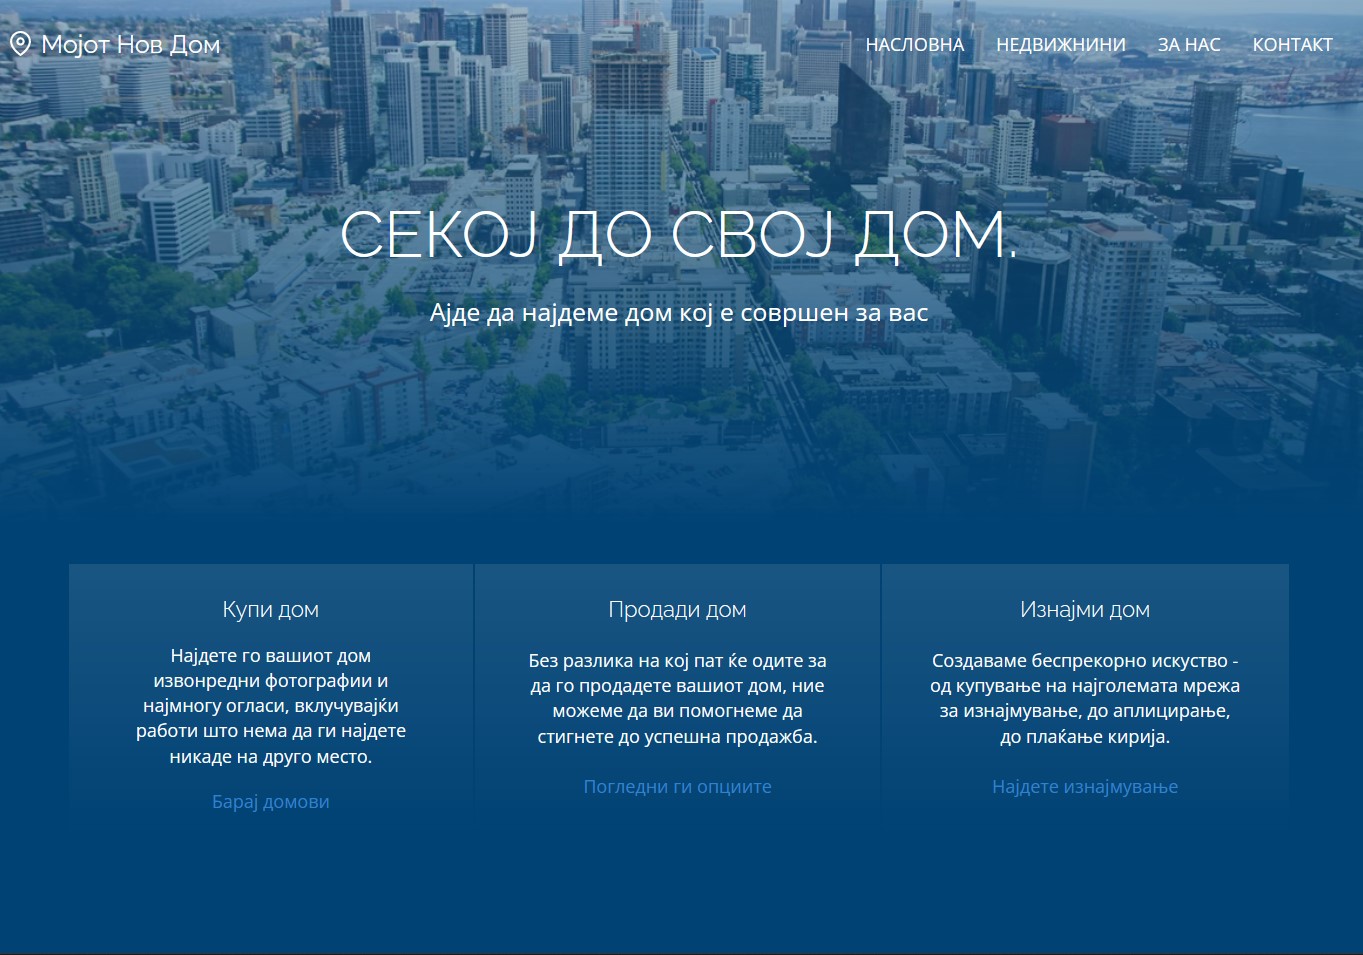 Мојот Нов Дом
НАСЛОВНА НЕДВИЖНИНИ ЗА НАС КОНТАКТ
СЕКОЈ ДО СВОЈ ДОМ.
Ајде да најдеме дом кој е совршен за вас
Купи дом
Најдете го вашиот дом
извонредни фотографии и
најмногу огласи, вклучувајќи
работи што нема да ги најдете
никаде на друго место.
Барај домови
Продади дом
Без разлика на кој пат ќе одите за
да го продадете вашиот дом, ние
можеме да ви помогнеме да
стигнете до успешна продажба.
Погледни ги опциите
Изнајми дом
Создаваме беспрекорно искуство -
од купување на најголемата мрежа
за изнајмување, до аплицирање,
до плаќање кирија.
Најдете изнајмување